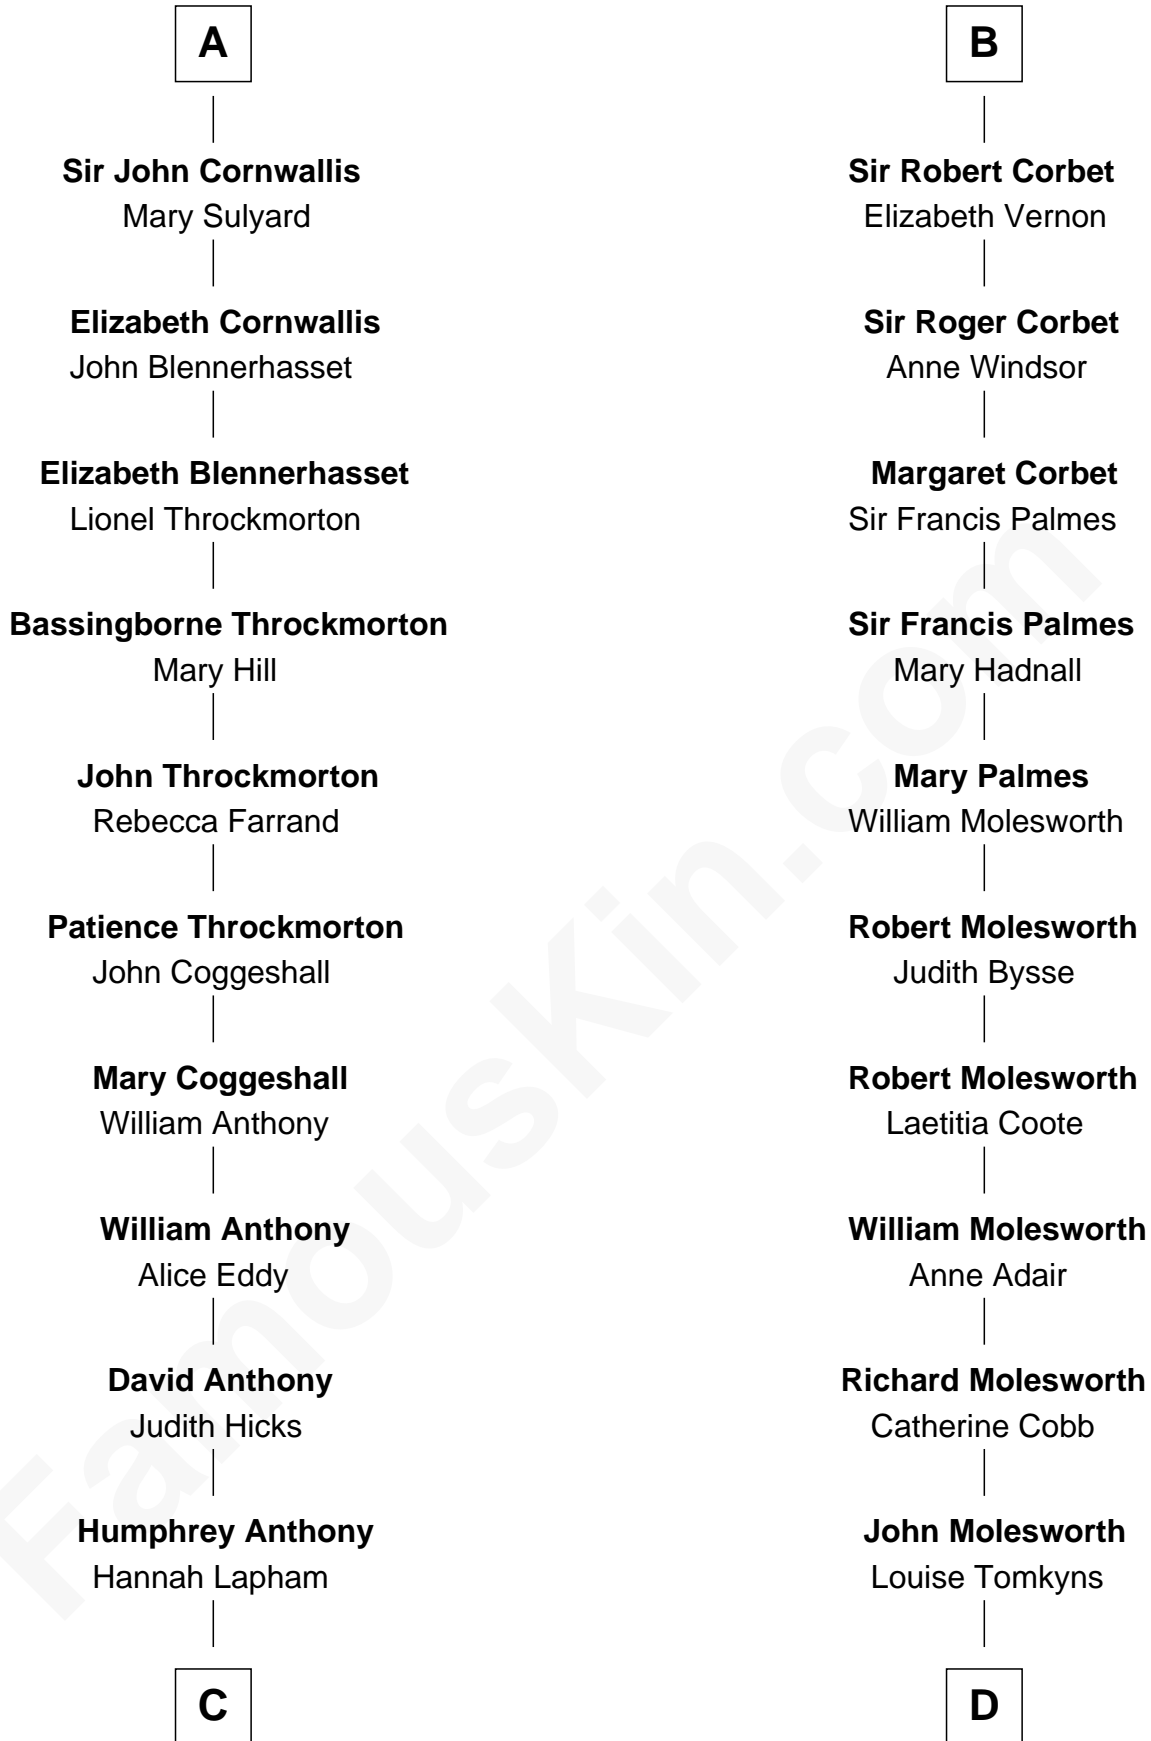 A
Sir John Cornwallis
Mary Sulyard
Elizabeth Cornwallis
John Blennerhasset
Elizabeth Blennerhasset
Lionel Throckmorton
Bassingborne Throckmorton
Mary Hill
John Throckmorton
Rebecca Farrand
Patience Throckmorton
John Coggeshall
Mary Coggeshall
William Anthony
William Anthony
Alice Eddy
David Anthony
Judith Hicks
Humphrey Anthony
Hannah Lapham
C
B
Sir Robert Corbet
Elizabeth Vernon
Sir Roger Corbet
Anne Windsor
Margaret Corbet
Sir Francis Palmes
Sir Francis Palmes
Mary Hadnall
Mary Palmes
William Molesworth
Robert Molesworth
Judith Bysse
Robert Molesworth
Laetitia Coote
William Molesworth
Anne Adair
Richard Molesworth
Catherine Cobb
John Molesworth
Louise Tomkyns
D
FamousKin.com